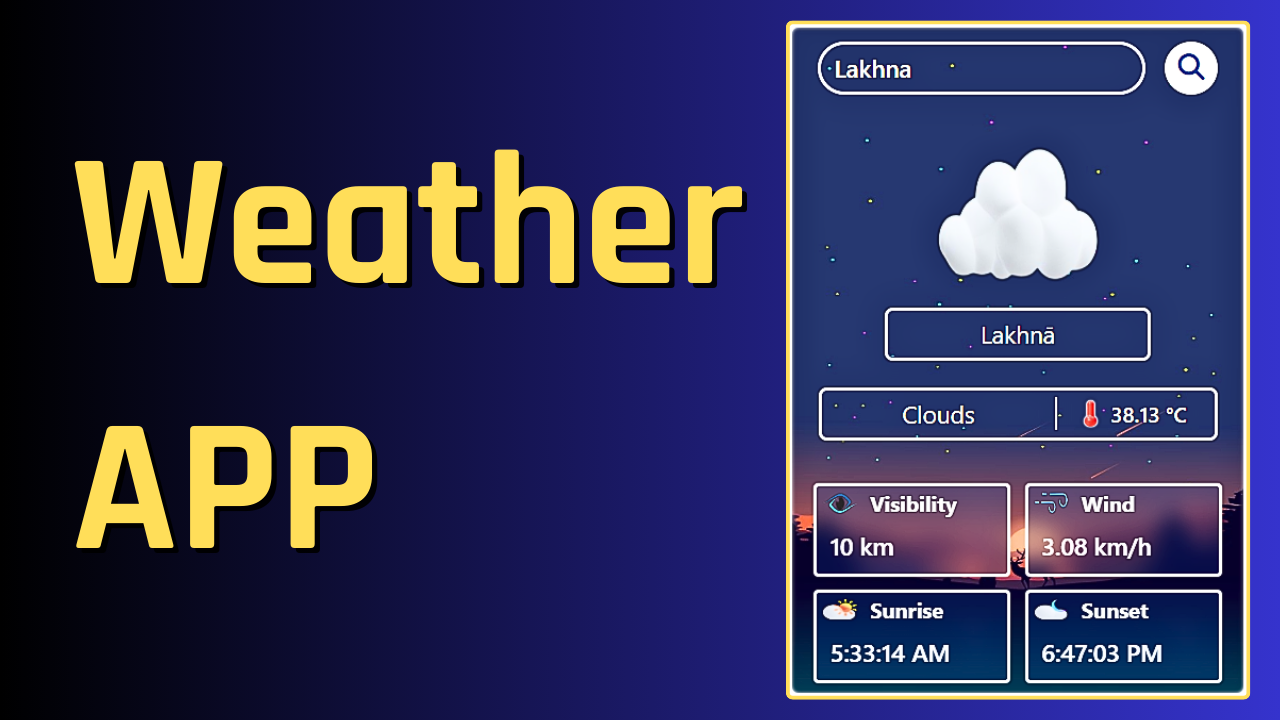 Weather
APP
Lakhna
Lakhnā
Clouds 38.13 °C
Visibility
10 km
Wind
3.08 km/h
Sunrise
5:33:14 AM
Sunset
6:47:03 PM